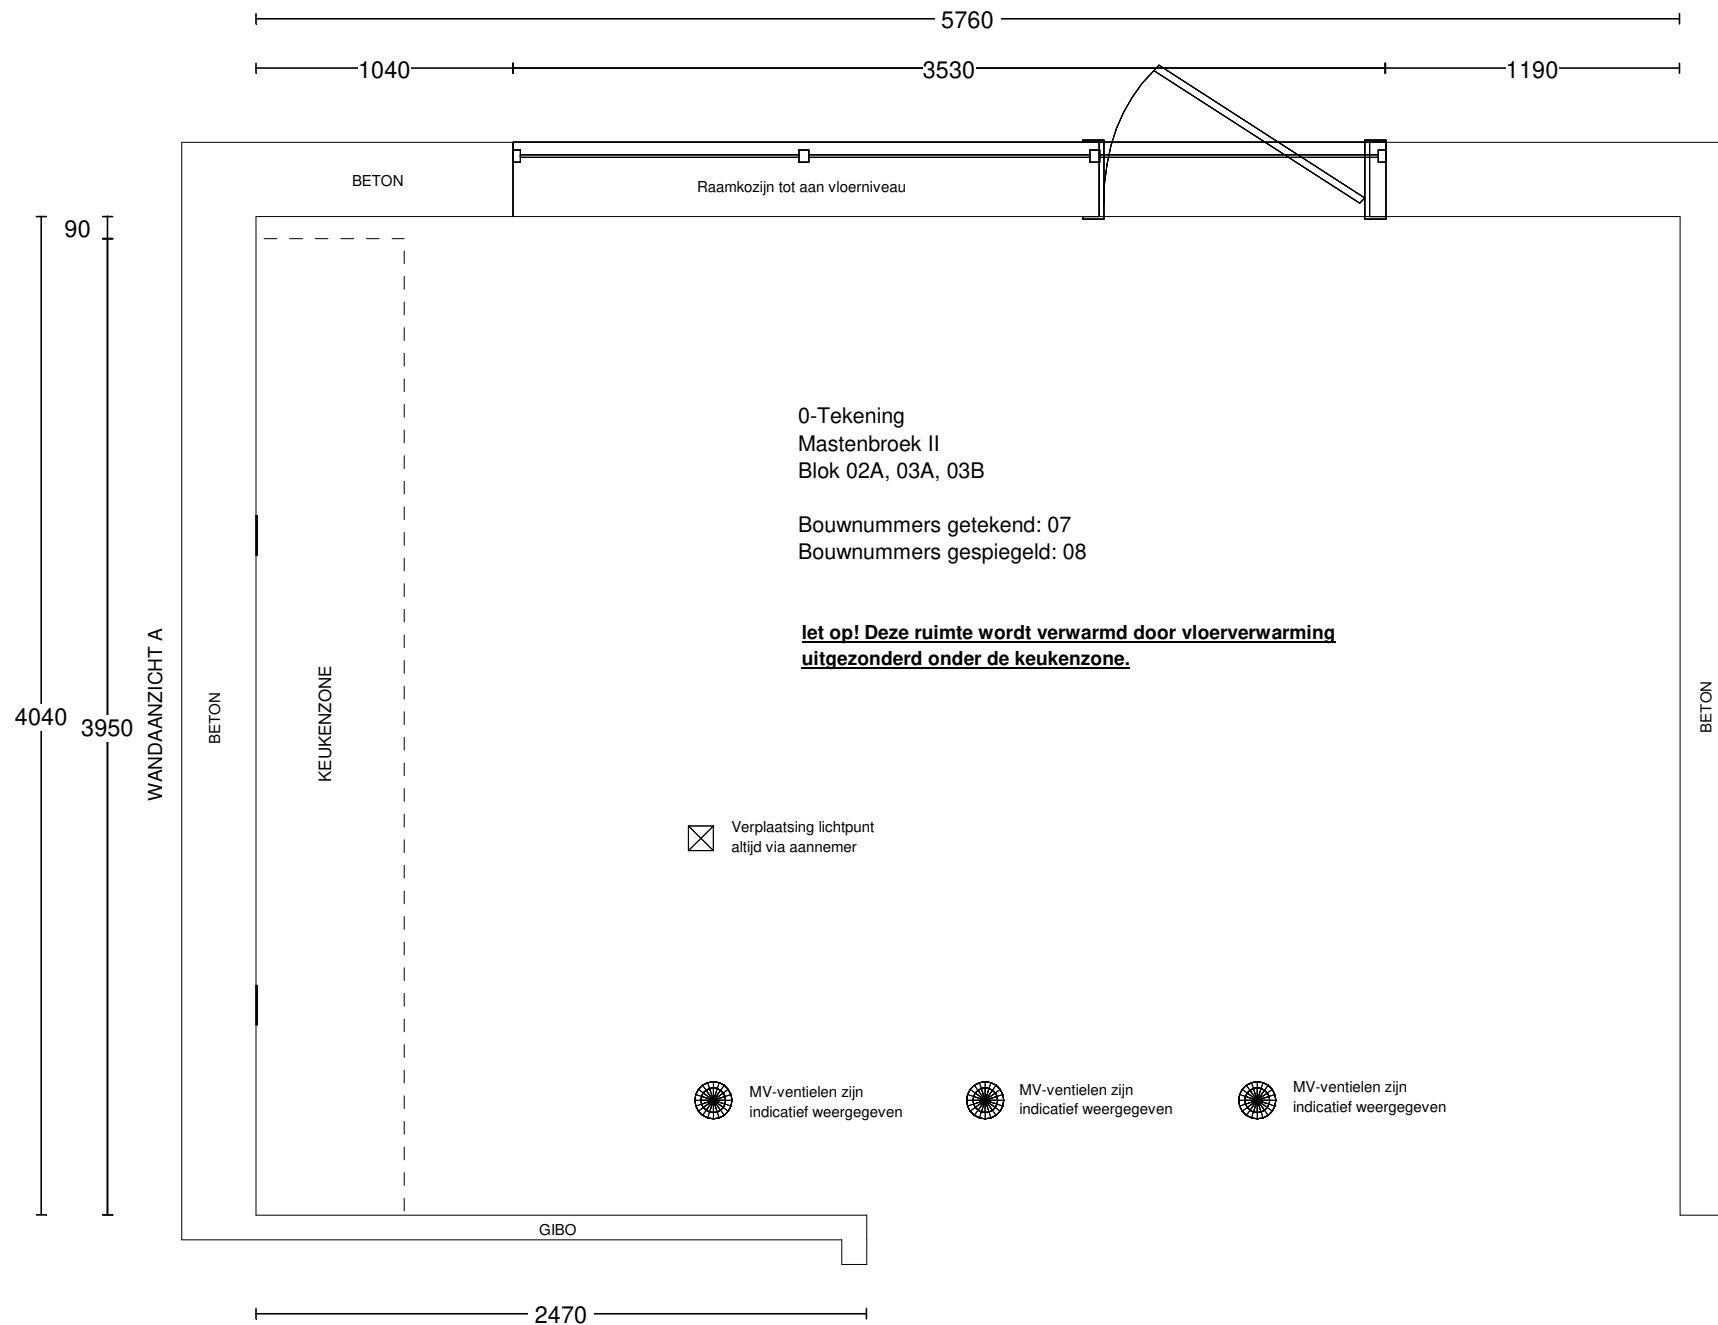 5760
1040
3530
1190
BETON
Raamkozijn tot aan vloerniveau
90
0-Tekening
Mastenbroek II
Blok 02A, 03A, 03B
Bouwnummers getekend: 07
Bouwnummers gespiegeld: 08
let op! Deze ruimte wordt verwarmd door vloerverwarming
uitgezonderd onder de keukenzone.
4040
3950
WANDAANZICHT A
BETON
KEUKENZONE
BETON
Verplaatsing lichtpunt
altijd via aannemer
MV-ventielen zijn
indicatief weergegeven
MV-ventielen zijn
indicatief weergegeven
MV-ventielen zijn
indicatief weergegeven
GIBO
2470